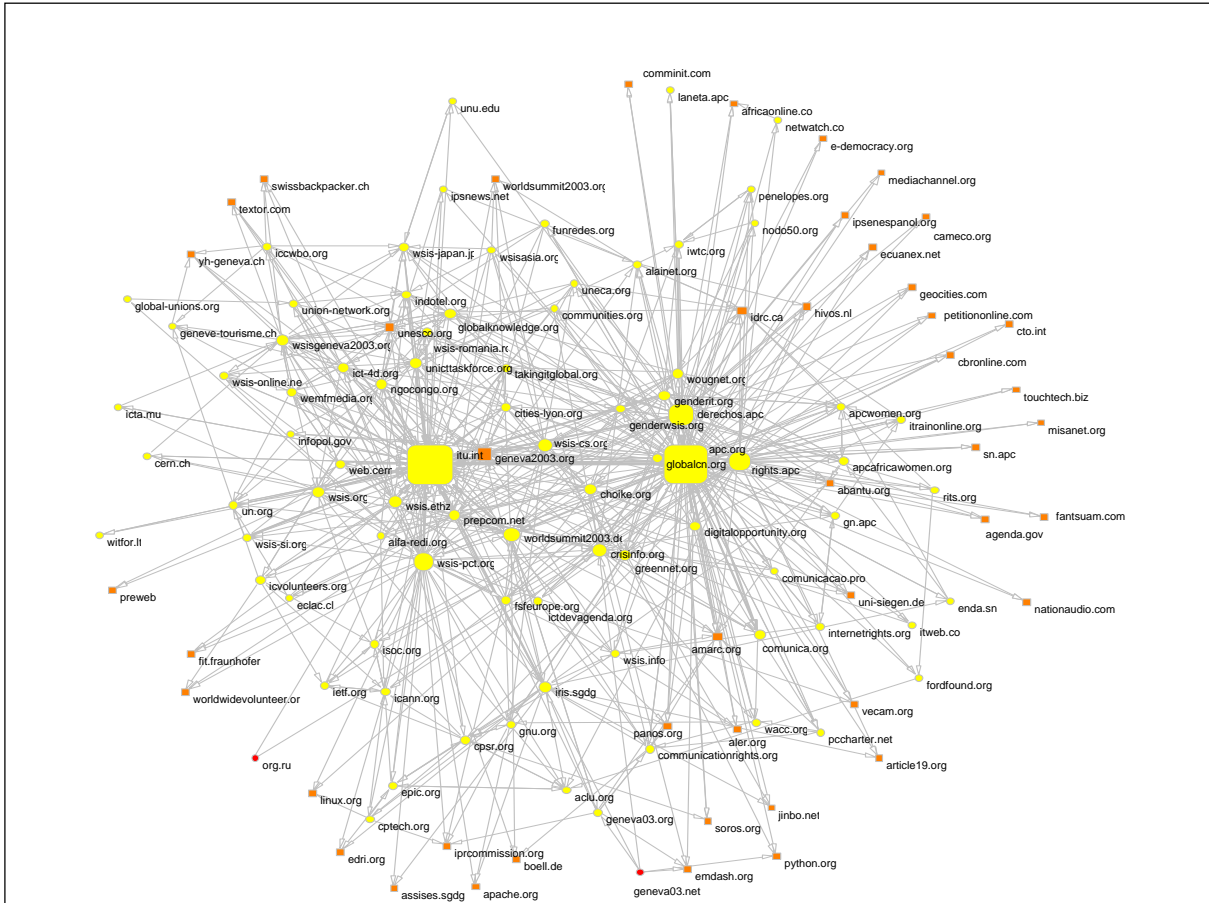 comminit.com
laneta.apc
africaonline.co
unu.edu
netwatch.co
e-democracy.org
mediachannel.org
swissbackpacker.ch
worldsummit2003.org
ipsnews.net
penelopes.org
textor.com
ipsenespanol.org
nodo50.org
funredes.org
cameco.org
iccwbo.org
wsis-japan.jp
wsisasia.org
iwtc.org
ecuanex.net
yh-geneva.ch
alainet.org
uneca.org
geocities.com
indotel.org
global-unions.org
union-network.org
communities.org
idrc.ca
hivos.nl
petitiononline.com
globalknowledge.org
cto.int
geneve-tourisme.ch
unesco.org
wsisgeneva2003.org
wsis-romania.ro
cbronline.com
unicttaskforce.org
takingitglobal.org
ict-4d.org
wsis-online.ne
ngocongo.org
wougnet.org
touchtech.biz
wemfmedia.org
genderit.org
icta.mu
cities-lyon.org
derechos.apc
apcwomen.org
genderwsis.org
itrainonline.org
misanet.org
infopol.gov
wsis-cs.org
apc.org
itu.int
sn.apc
geneva2003.org
globalcn.org
cern.ch
web.cern
rights.apc
apcafricawomen.org
choike.org
abantu.org
rits.org
wsis.org
wsis.ethz
un.org
prepcom.net
gn.apc
fantsuam.com
digitalopportunity.org
agenda.gov
witfor.lt
wsis-si.org
alfa-redi.org
worldsummit2003.de
crisinfo.org
wsis-pct.org
greennet.org
comunicacao.pro
icvolunteers.org
preweb
eclac.cl
fsfeurope.org
uni-siegen.de
enda.sn
nationaudio.com
ictdevagenda.org
internetrights.org
itweb.co
isoc.org
amarc.org
comunica.org
fit.fraunhofer
wsis.info
ietf.org
fordfound.org
worldwidevolunteer.or
icann.org
iris.sgdg
vecam.org
gnu.org
panos.org
wacc.org
aler.org
pccharter.net
cpsr.org
communicationrights.org
org.ru
article19.org
epic.org
aclu.org
linux.org
jinbo.net
geneva03.org
cptech.org
soros.org
edri.org
iprcommission.org
boell.de
python.org
emdash.org
assises.sgdg
apache.org
geneva03.net